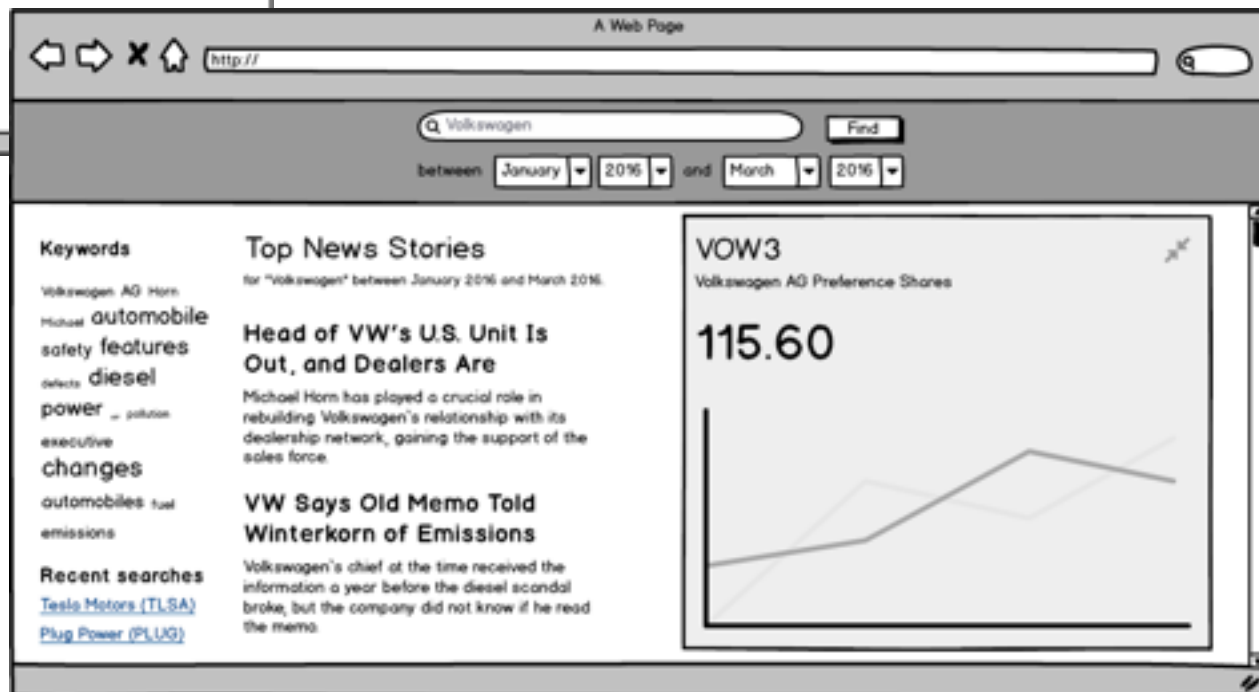 A Web Page
http://
Volkswagen
Find
between January 2016 and March 2016
Keywords
Volkswagen AG Horn
Michael automobile
safety features
defects diesel
power pollution
executive
changes
automobiles fuel
emissions
Recent searches
Tesla Motors (TLSA)
Plug Power (PLUG)
Top News Stories
for "Volkswagen" between January 2016 and March 2016.
Head of VW's U.S. Unit Is
Out, and Dealers Are
Michael Horn has played a crucial role in
rebuilding Volkswagen's relationship with its
dealership network, gaining the support of the
sales force.
VW Says Old Memo Told
Winterkorn of Emissions
Volkswagen's chief at the time received the
information a year before the diesel scandal
broke, but the company did not know if he read
the memo.
VOW3
Volkswagen AG Preference Shares
115.60